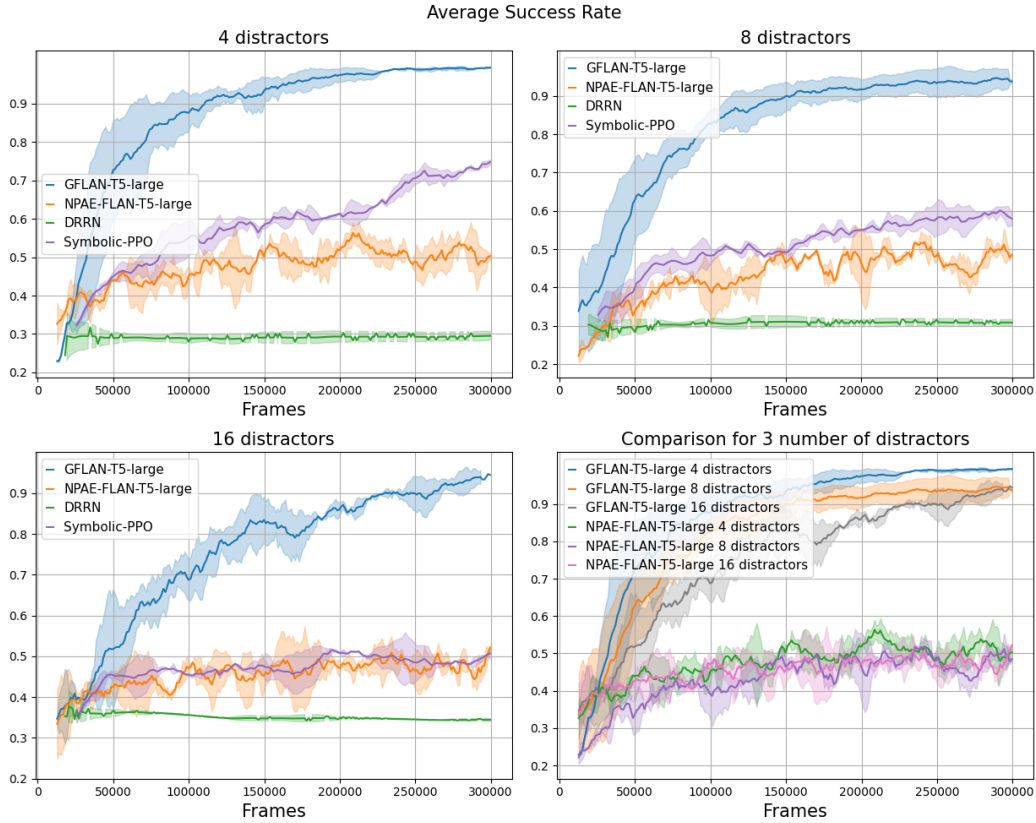 Average Success Rate
4 distractors
0.9
0.8
0.7
0.6
0.5
0.4
0.3
0.2
GFLAN-T5-large
NPAE-FLAN-T5-large
DRRN
Symbolic-PPO
0 50000 100000 150000 200000 250000 300000
Frames
8 distractors
0.9
0.8
0.7
0.6
0.5
0.4
0.3
0.2
GFLAN-T5-large
NPAE-FLAN-T5-large
DRRN
Symbolic-PPO
0 50000 100000 150000 200000 250000 300000
Frames
16 distractors
0.9
0.8
0.7
0.6
0.5
0.4
0.3
0.2
GFLAN-T5-large
NPAE-FLAN-T5-large
DRRN
Symbolic-PPO
0 50000 100000 150000 200000 250000 300000
Frames
Comparison for 3 number of distractors
0.9
0.8
0.7
0.6
0.5
0.4
0.3
0.2
GFLAN-T5-large 4 distractors
GFLAN-T5-large 8 distractors
GFLAN-T5-large 16 distractors
NPAE-FLAN-T5-large 4 distractors
NPAE-FLAN-T5-large 8 distractors
NPAE-FLAN-T5-large 16 distractors
0 50000 100000 150000 200000 250000 300000
Frames